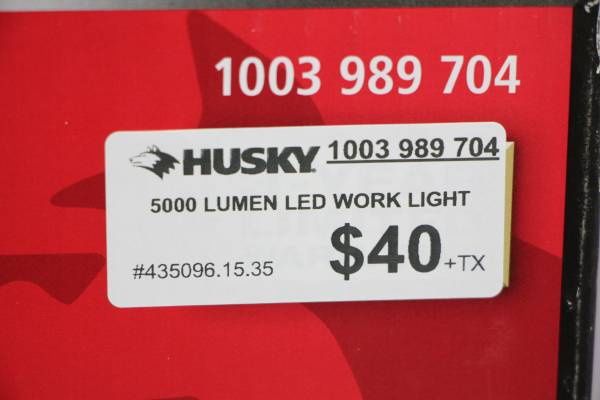 1003 989 704
HUSKY 1003 989 704
5000 LUMEN LED WORK LIGHT
#435096.15.35 $40 +TX